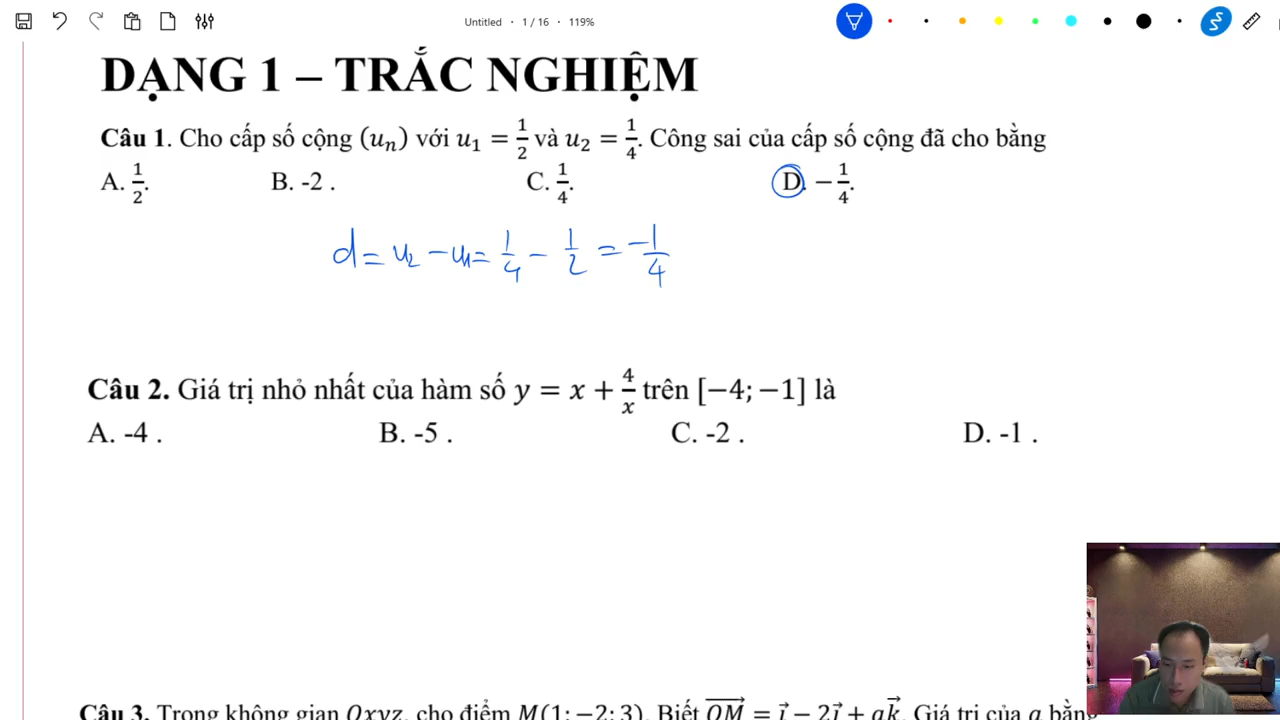 Untitled • 1 / 16 • 119%
DẠNG 1 – TRẮC NGHIỆM
Câu 1. Cho cấp số cộng (uₙ) với u₁ = 1/2 và u₂ = 1/4. Công sai của cấp số cộng đã cho bằng
A. 1/2. B. -2 . C. 1/4. D. −1/4.
d = u₂ − u₁ = 1/4 − 1/2 = −1/4
Câu 2. Giá trị nhỏ nhất của hàm số y = x + 4/x trên [−4; −1] là
A. -4 . B. -5 . C. -2 . D. -1 .
Câu 3. Trong không gian Oxyz, cho điểm M(1; −2; 3). Biết OM⃗ = i⃗ − 2i⃗ + ak⃗. Giá trị của a bằng